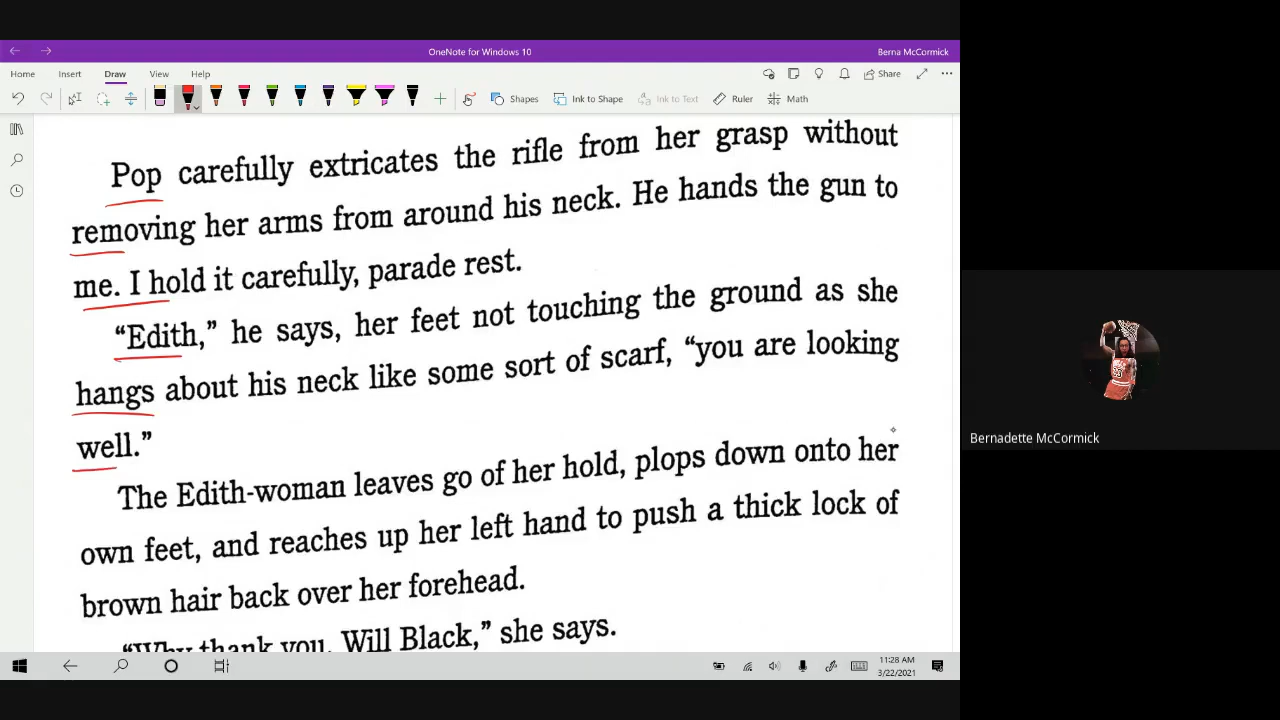 OneNote for Windows 10
Berna McCormick
Home Insert Draw View Help
Share
Shapes Ink to Shape Ink to Text Ruler Math
Pop carefully extricates the rifle from her grasp without
removing her arms from around his neck. He hands the gun to
me. I hold it carefully, parade rest.
“Edith,” he says, her feet not touching the ground as she
hangs about his neck like some sort of scarf, “you are looking
well.”
The Edith-woman leaves go of her hold, plops down onto her
own feet, and reaches up her left hand to push a thick lock of
brown hair back over her forehead.
“Why thank you, Will Black,” she says.
Bernadette McCormick
11:28 AM
3/22/2021